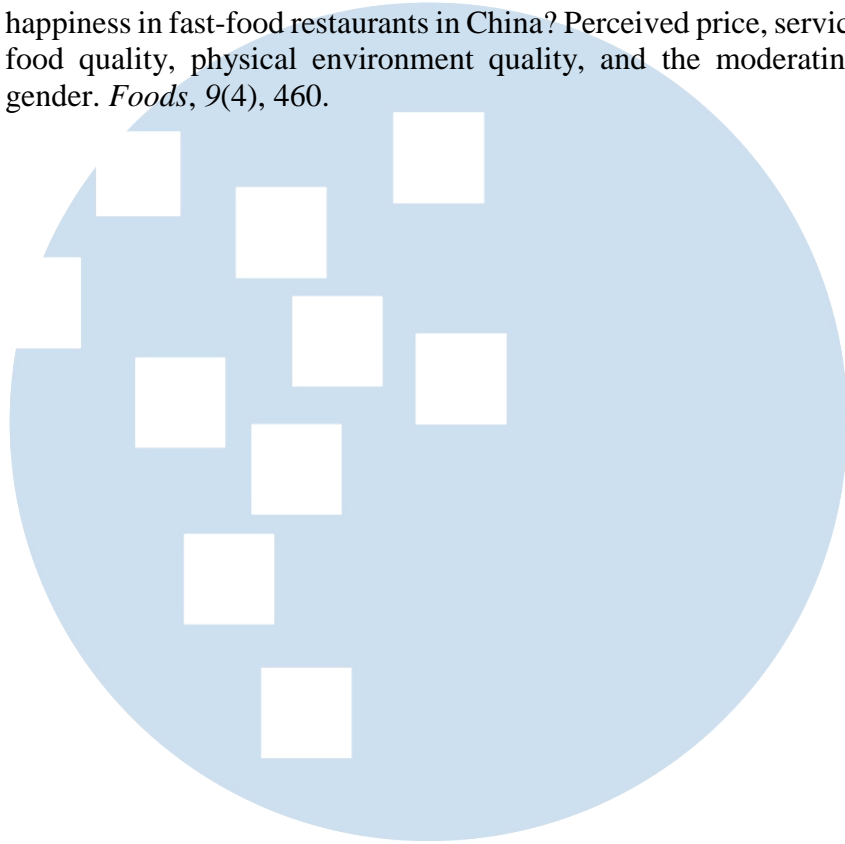 happiness in fast-food restaurants in China? Perceived price, servic
food quality, physical environment quality, and the moderatin
gender. Foods, 9(4), 460.